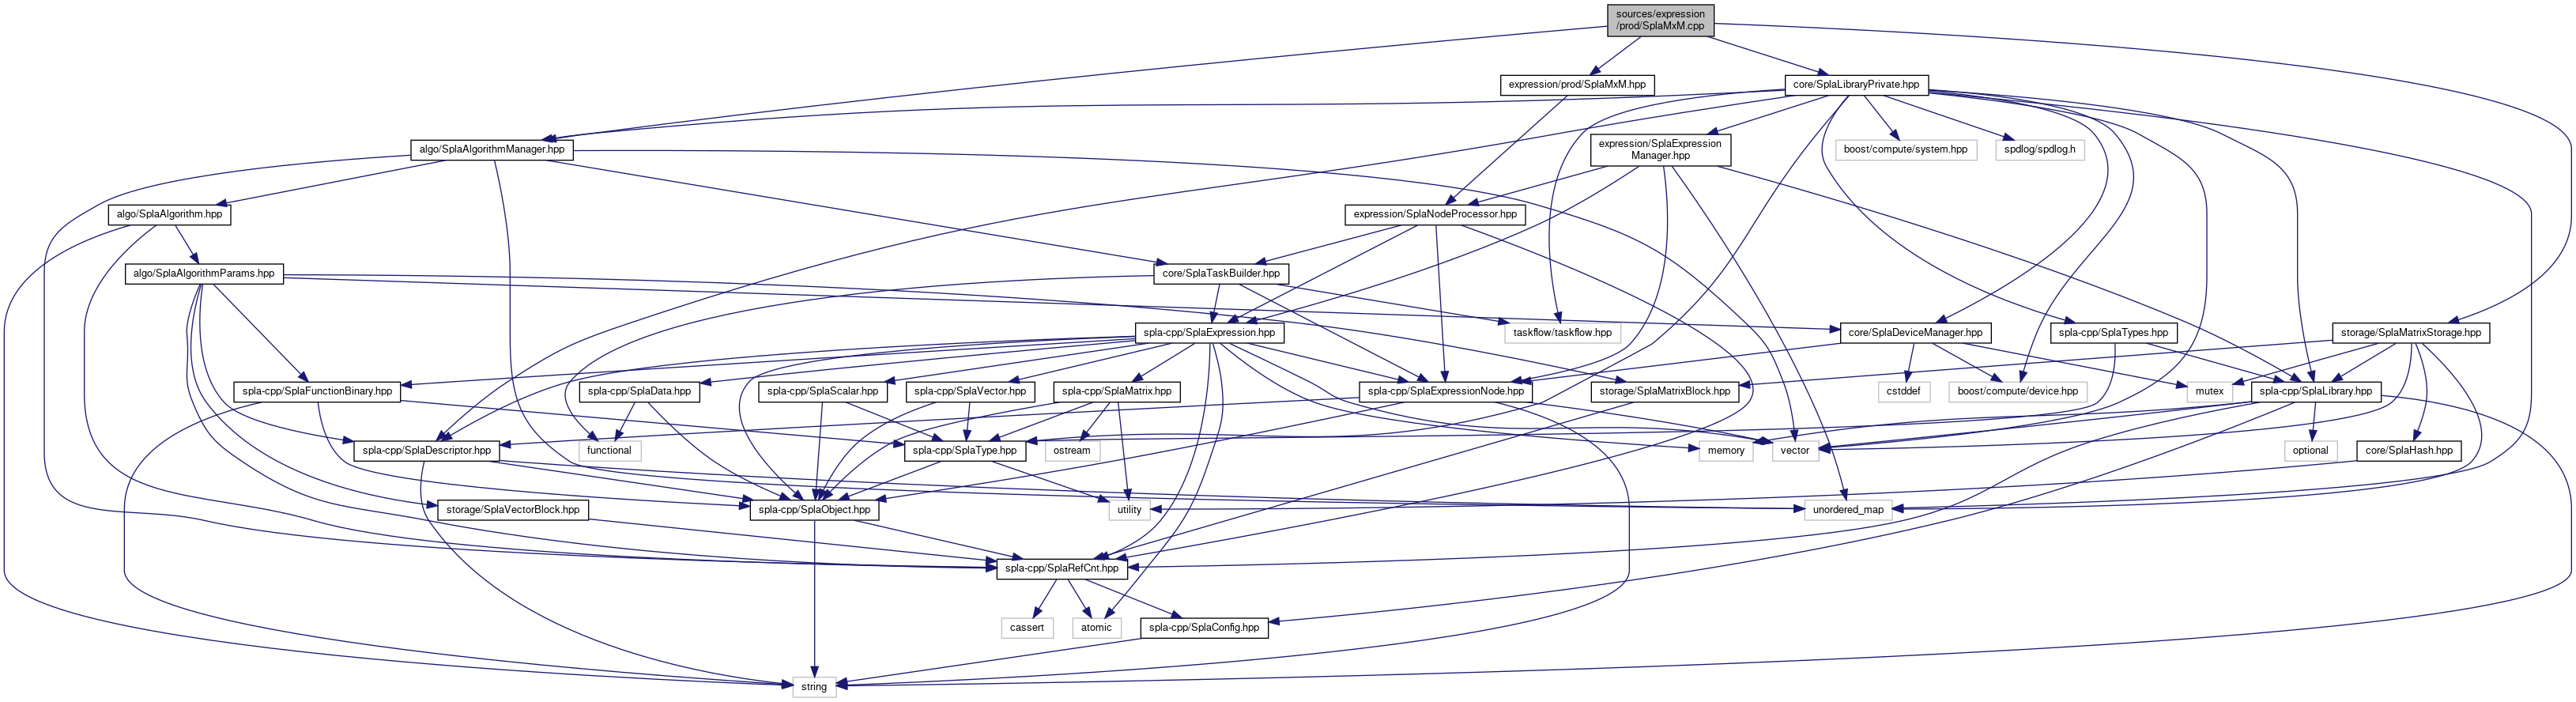 sources/expression
/prod/SplaMxM.cpp
expression/prod/SplaMxM.hpp
core/SplaLibraryPrivate.hpp
algo/SplaAlgorithmManager.hpp
expression/SplaExpression
Manager.hpp
boost/compute/system.hpp
spdlog/spdlog.h
algo/SplaAlgorithm.hpp
expression/SplaNodeProcessor.hpp
algo/SplaAlgorithmParams.hpp
core/SplaTaskBuilder.hpp
spla-cpp/SplaExpression.hpp
taskflow/taskflow.hpp
core/SplaDeviceManager.hpp
spla-cpp/SplaTypes.hpp
storage/SplaMatrixStorage.hpp
spla-cpp/SplaFunctionBinary.hpp
spla-cpp/SplaData.hpp
spla-cpp/SplaScalar.hpp
spla-cpp/SplaVector.hpp
spla-cpp/SplaMatrix.hpp
spla-cpp/SplaExpressionNode.hpp
storage/SplaMatrixBlock.hpp
cstddef
boost/compute/device.hpp
mutex
spla-cpp/SplaLibrary.hpp
spla-cpp/SplaDescriptor.hpp
functional
spla-cpp/SplaType.hpp
ostream
memory
vector
optional
core/SplaHash.hpp
storage/SplaVectorBlock.hpp
spla-cpp/SplaObject.hpp
utility
unordered_map
spla-cpp/SplaRefCnt.hpp
cassert
atomic
spla-cpp/SplaConfig.hpp
string